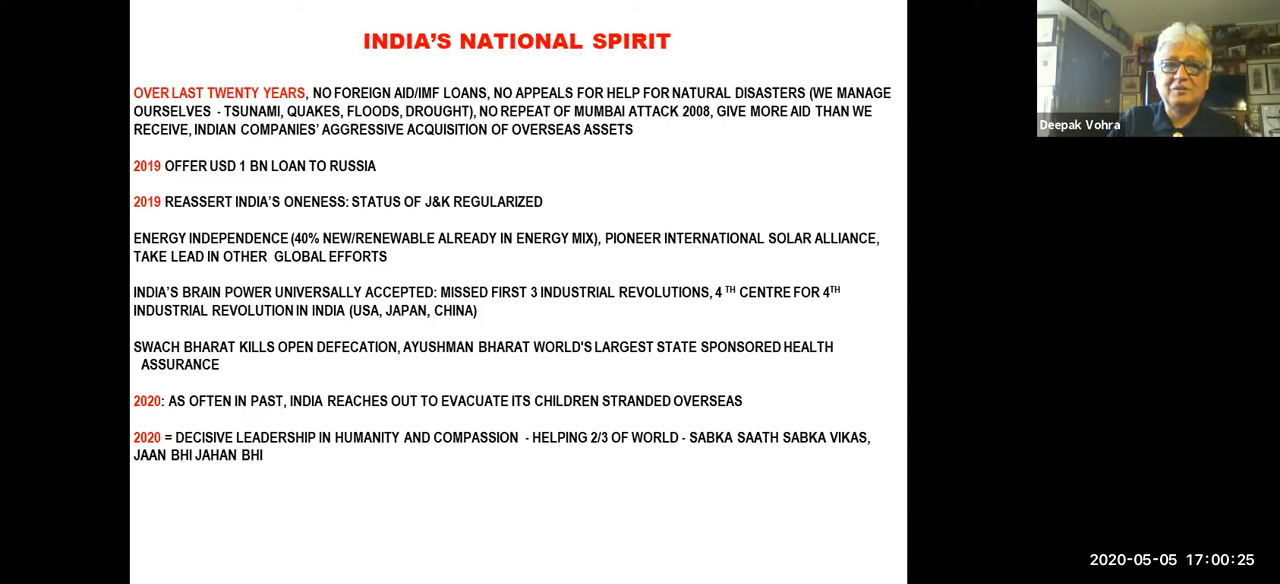 INDIA'S NATIONAL SPIRIT
OVER LAST TWENTY YEARS, NO FOREIGN AID/IMF LOANS, NO APPEALS FOR HELP FOR NATURAL DISASTERS (WE MANAGE
OURSELVES - TSUNAMI, QUAKES, FLOODS, DROUGHT), NO REPEAT OF MUMBAI ATTACK 2008, GIVE MORE AID THAN WE
RECEIVE, INDIAN COMPANIES' AGGRESSIVE ACQUISITION OF OVERSEAS ASSETS
2019 OFFER USD 1 BN LOAN TO RUSSIA
2019 REASSERT INDIA'S ONENESS: STATUS OF J&K REGULARIZED
ENERGY INDEPENDENCE (40% NEW/RENEWABLE ALREADY IN ENERGY MIX), PIONEER INTERNATIONAL SOLAR ALLIANCE,
TAKE LEAD IN OTHER GLOBAL EFFORTS
INDIA'S BRAIN POWER UNIVERSALLY ACCEPTED: MISSED FIRST 3 INDUSTRIAL REVOLUTIONS, 4 TH CENTRE FOR 4TH
INDUSTRIAL REVOLUTION IN INDIA (USA, JAPAN, CHINA)
SWACH BHARAT KILLS OPEN DEFECATION, AYUSHMAN BHARAT WORLD'S LARGEST STATE SPONSORED HEALTH
ASSURANCE
2020: AS OFTEN IN PAST, INDIA REACHES OUT TO EVACUATE ITS CHILDREN STRANDED OVERSEAS
2020 = DECISIVE LEADERSHIP IN HUMANITY AND COMPASSION - HELPING 2/3 OF WORLD - SABKA SAATH SABKA VIKAS,
JAAN BHI JAHAN BHI
Deepak Vohra
2020-05-05 17:00:25